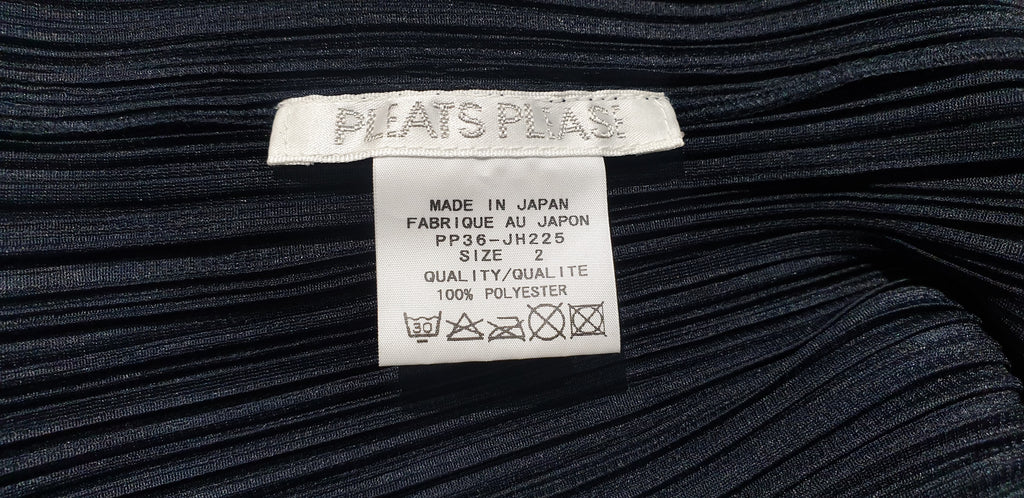 PLEATS PLEASE
MADE IN JAPAN
FABRIQUE AU JAPON
PP36-JH225
SIZE 2
QUALITY/QUALITE
100% POLYESTER
30